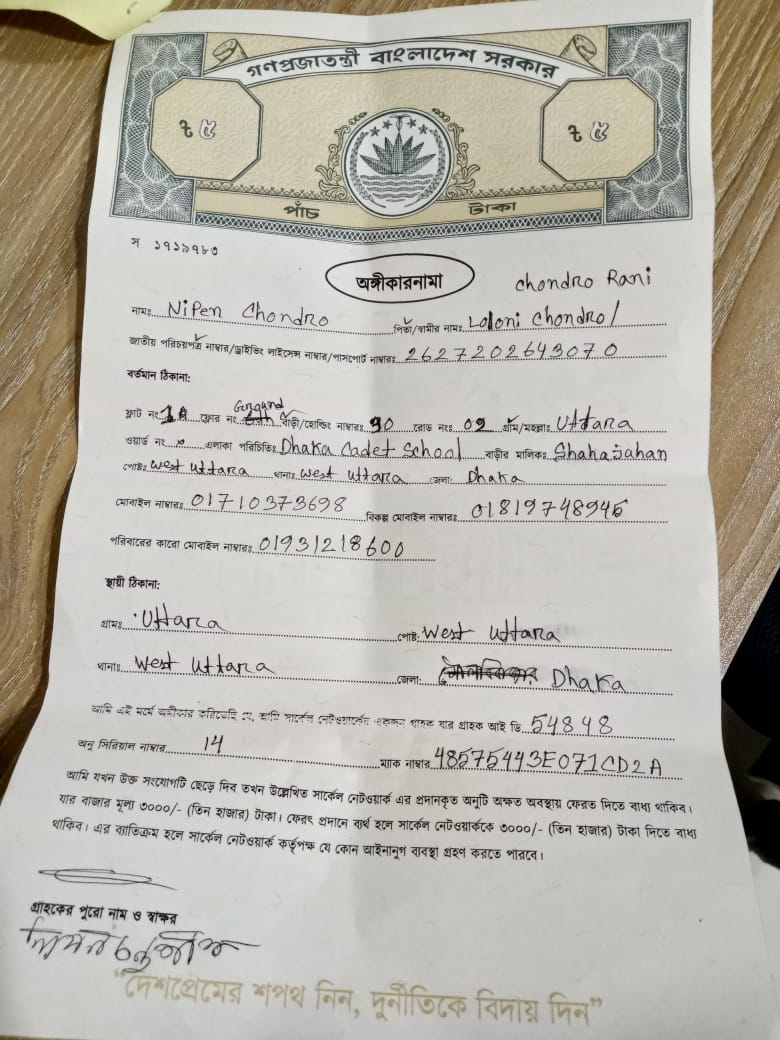 গণপ্রজাতন্ত্রী বাংলাদেশ সরকার
৳ ৫ ৳ ৫
পাঁচ টাকা
স ১৭১৯৭৮৩
অঙ্গীকারনামা
Chondro Rani
নামঃ Nipen Chondro পিতা/স্বামীর নামঃ Loloni Chondro/
জাতীয় পরিচয়পত্র নাম্বার/ড্রাইভিং লাইসেন্স নাম্বার/পাসপোর্ট নাম্বারঃ 2627202643070
বর্তমান ঠিকানা:
ফ্লাট নং ফ্লোর নং বাড়ী/হোল্ডিং নাম্বারঃ 90 রোড নংঃ 09 গ্রাম/মহল্লাঃ Uttara
ওয়ার্ড নং এলাকা পরিচিতিঃ Dhaka Cadet School বাড়ীর মালিকঃ Shahajahan
পোষ্টঃ West Uttara থানাঃ West Uttara জেলা: Dhaka
মোবাইল নাম্বারঃ 01710373698 বিকল্প মোবাইল নাম্বারঃ
পরিবারের কারো মোবাইল নাম্বারঃ 01931218600
স্থায়ী ঠিকানা:
গ্রামঃ Uttara পোষ্ট: West Uttara
থানাঃ West Uttara জেলা: Dhaka
আমি এই মর্মে অঙ্গীকার করিতেছি যে, আমি সার্কেল নেটওয়ার্কের একজন গ্রাহক যার গ্রাহক আই ডি 54848
অনু সিরিয়াল নাম্বার 14 ম্যাক নাম্বার 48575443E071CD2A
আমি যখন উক্ত সংযোগটি ছেড়ে দিব তখন উল্লেখিত সার্কেল নেটওয়ার্ক এর প্রদানকৃত অনুটি অক্ষত অবস্থায় ফেরত দিতে বাধ্য থাকিব।
যার বাজার মূল্য ৩০০০/- (তিন হাজার) টাকা। ফেরৎ প্রদানে ব্যর্থ হলে সার্কেল নেটওয়ার্ককে ৩০০০/- (তিন হাজার) টাকা দিতে বাধ্য
থাকিব। এর ব্যতিক্রম হলে সার্কেল নেটওয়ার্ক কর্তৃপক্ষ যে কোন আইনানুগ ব্যবস্থা গ্রহণ করতে পারবে।
গ্রাহকের পুরো নাম ও স্বাক্ষর
“দেশপ্রেমের শপথ নিন, দুর্নীতিকে বিদায় দিন”